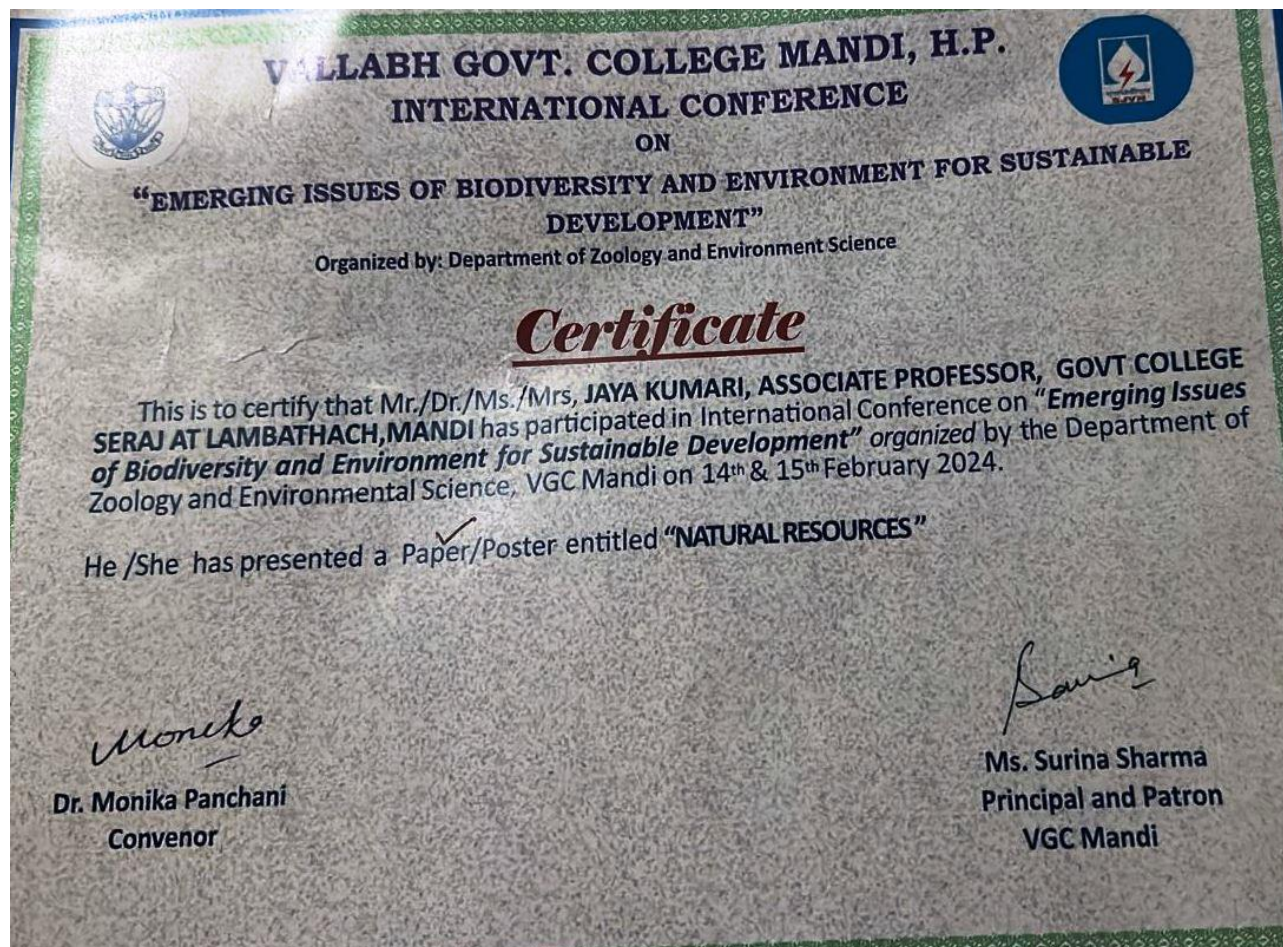 VALLABH GOVT. COLLEGE MANDI, H.P.
INTERNATIONAL CONFERENCE
ON
“EMERGING ISSUES OF BIODIVERSITY AND ENVIRONMENT FOR SUSTAINABLE
DEVELOPMENT”
Organized by: Department of Zoology and Environment Science
SJVN
Certificate
This is to certify that Mr./Dr./Ms./Mrs, JAYA KUMARI, ASSOCIATE PROFESSOR, GOVT COLLEGE
SERAJ AT LAMBATHACH,MANDI has participated in International Conference on “Emerging Issues
of Biodiversity and Environment for Sustainable Development” organized by the Department of
Zoology and Environmental Science, VGC Mandi on 14th & 15th February 2024.
He /She has presented a Paper/Poster entitled “NATURAL RESOURCES”
Monika
Dr. Monika Panchani
Convenor
Ms. Surina Sharma
Principal and Patron
VGC Mandi